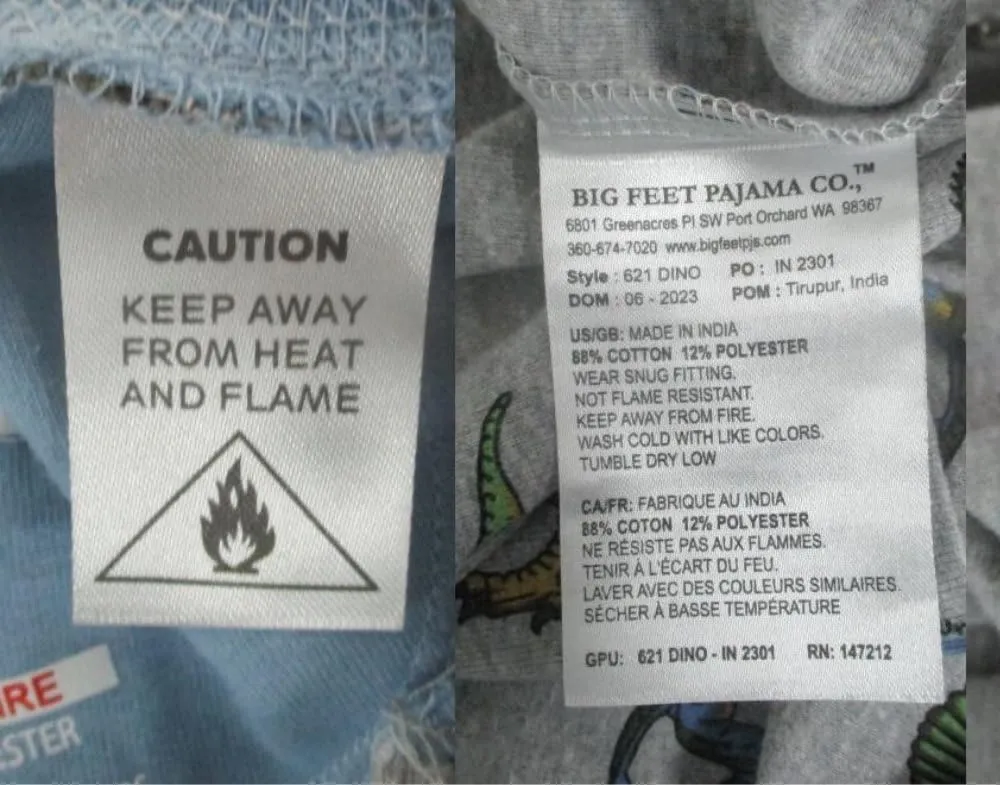 CAUTION
KEEP AWAY
FROM HEAT
AND FLAME
BIG FEET PAJAMA CO.,™
6801 Greenacres Pl SW Port Orchard WA 98367
360-674-7020 www.bigfeetpjs.com
Style : 621 DINO PO : IN 2301
DOM : 06 - 2023 POM : Tirupur, India
US/GB: MADE IN INDIA
88% COTTON 12% POLYESTER
WEAR SNUG FITTING.
NOT FLAME RESISTANT.
KEEP AWAY FROM FIRE.
WASH COLD WITH LIKE COLORS.
TUMBLE DRY LOW
CA/FR: FABRIQUE AU INDIA
88% COTON 12% POLYESTER
NE RÉSISTE PAS AUX FLAMMES.
TENIR À L'ÉCART DU FEU.
LAVER AVEC DES COULEURS SIMILAIRES.
SÉCHER À BASSE TEMPÉRATURE
GPU: 621 DINO - IN 2301 RN: 147212